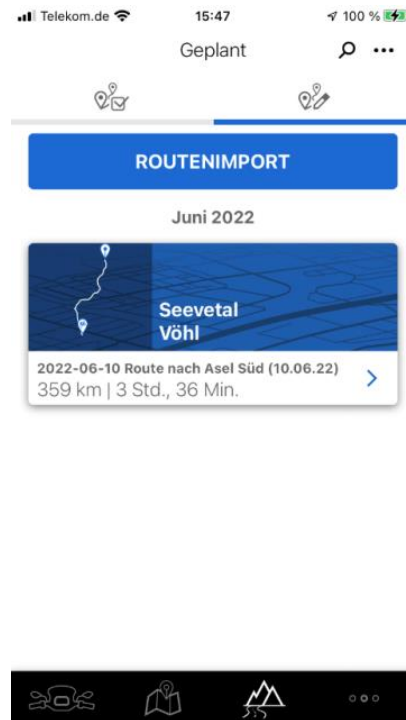 Telekom.de 15:47 100 %
Geplant
ROUTENIMPORT
Juni 2022
Seevetal
Vöhl
2022-06-10 Route nach Asel Süd (10.06.22)
359 km | 3 Std., 36 Min.